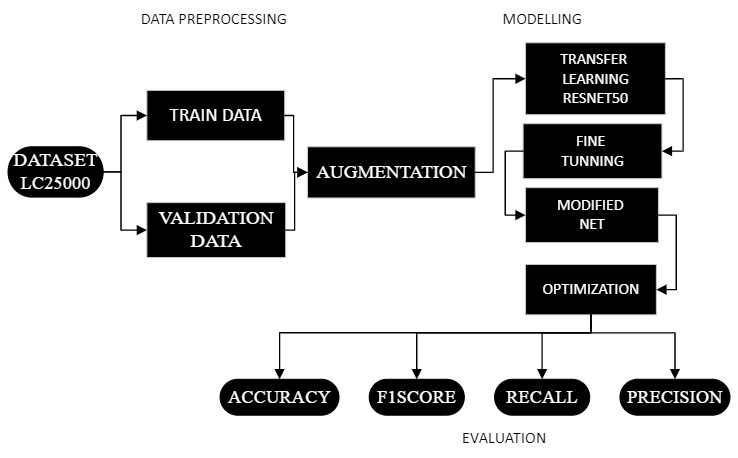 DATA PREPROCESSING
MODELLING
TRANSFER
LEARNING
RESNET50
TRAIN DATA
FINE
TUNNING
DATASET
LC25000
AUGMENTATION
VALIDATION
DATA
MODIFIED
NET
OPTIMIZATION
ACCURACY
F1SCORE
RECALL
PRECISION
EVALUATION